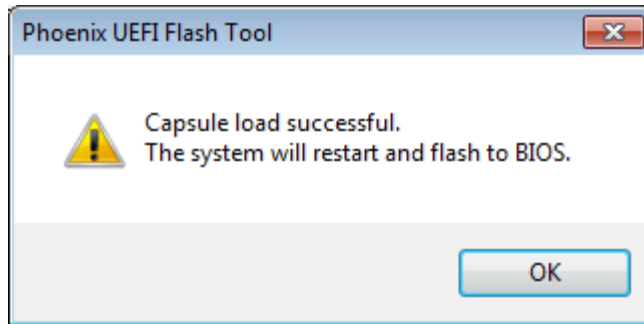 Phoenix UEFI Flash Tool
Capsule load successful.
The system will restart and flash to BIOS.
OK